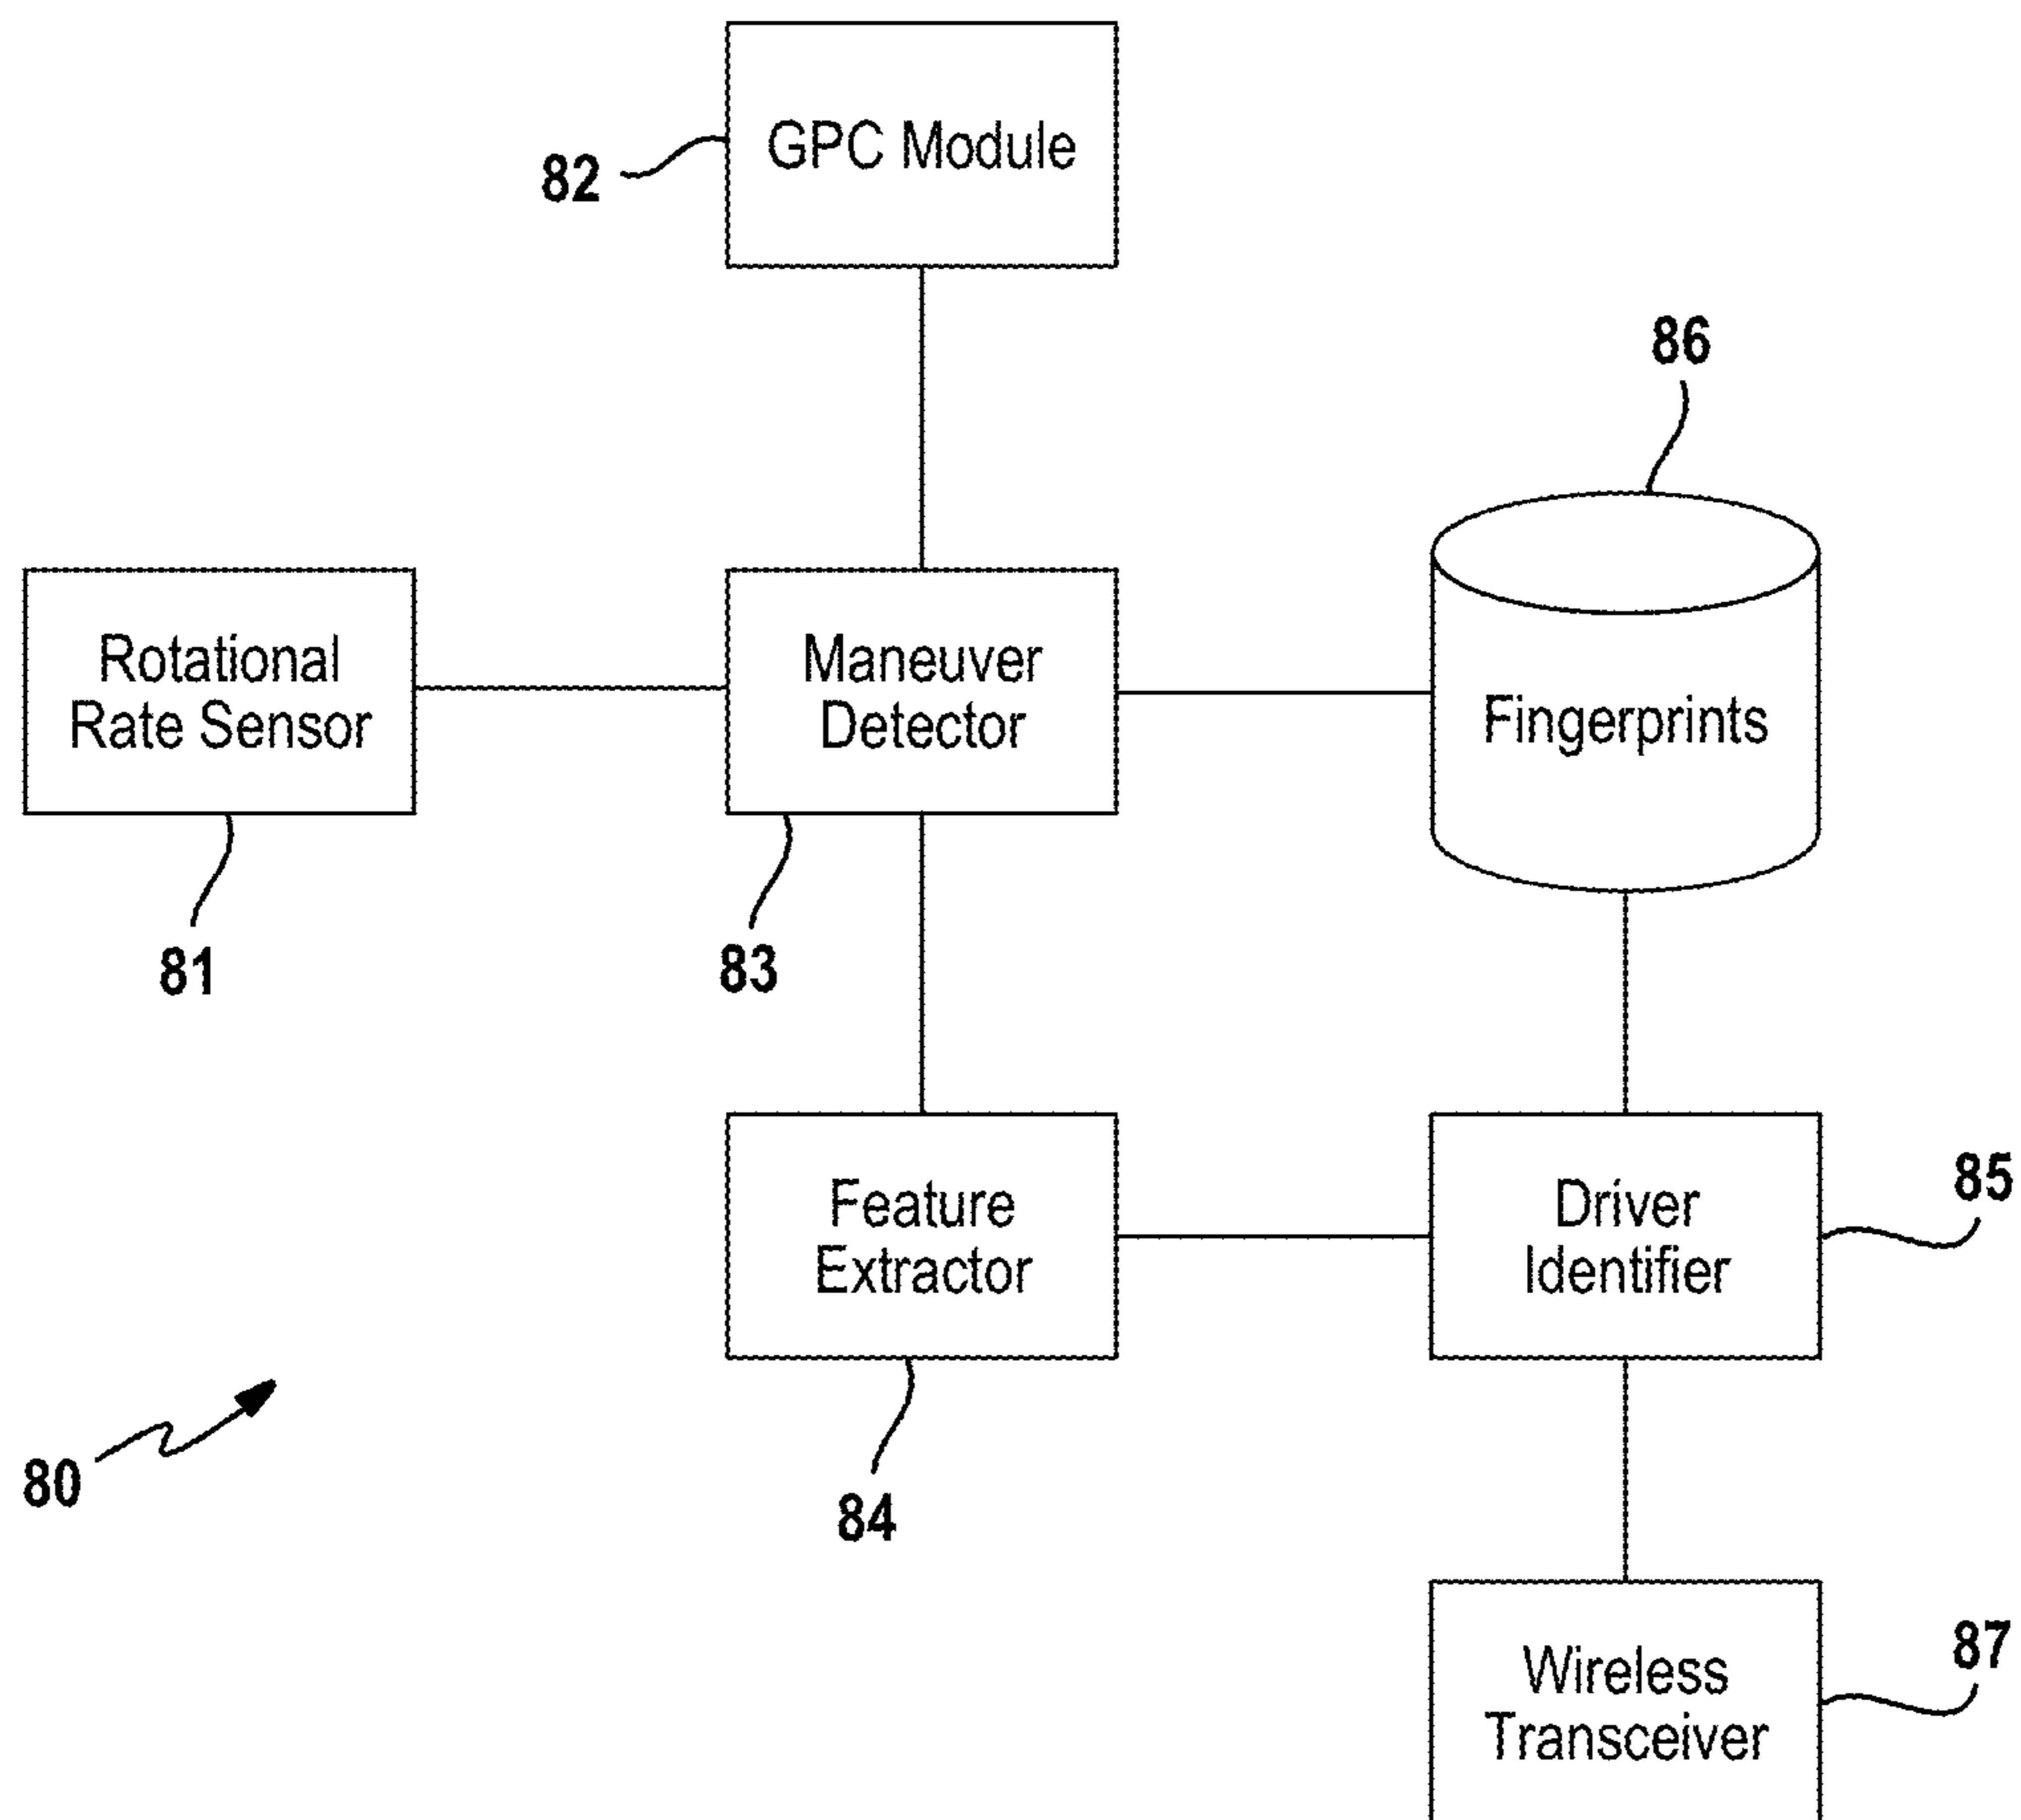 GPC Module
82
86
Rotational
Rate Sensor
Maneuver
Detector
Fingerprints
81
83
Feature
Extractor
Driver
Identifier
85
80
84
Wireless
Transceiver
87